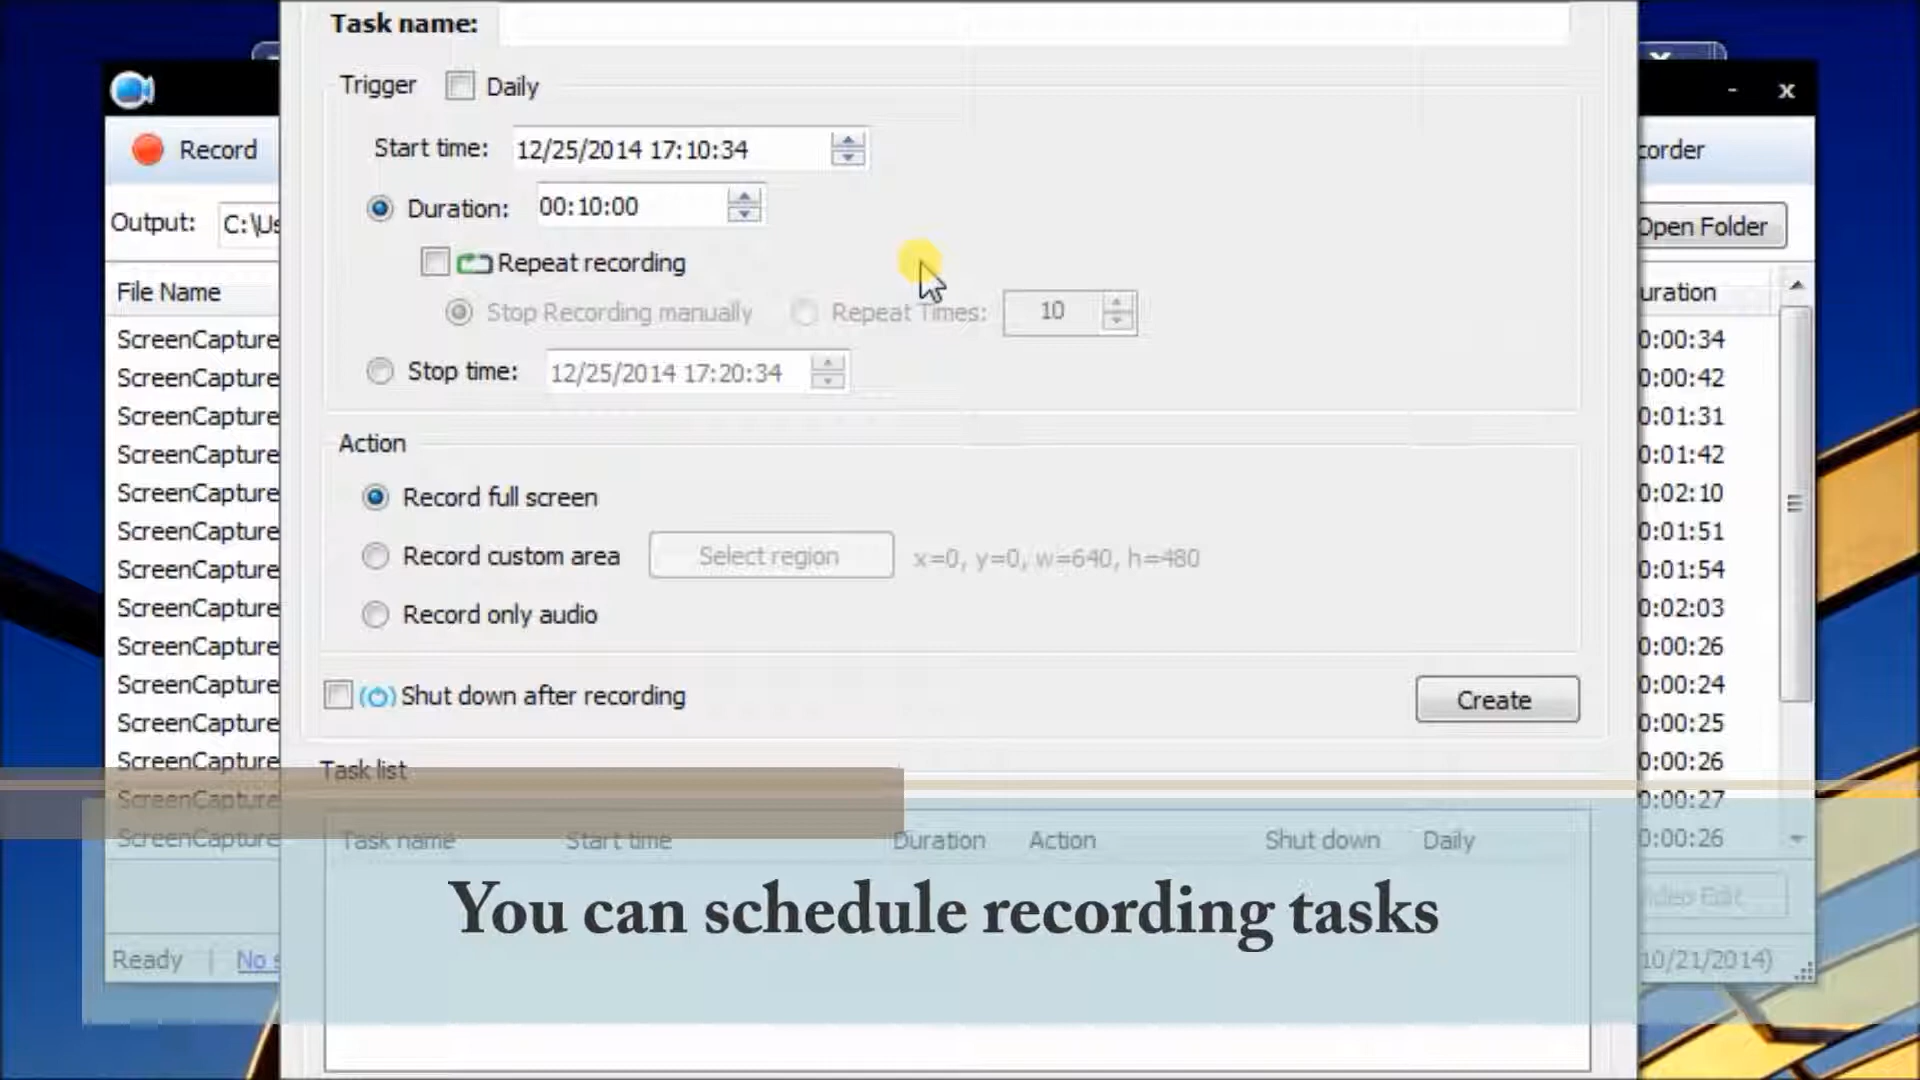 Task name:
Trigger Daily
Record
corder
Start time: 12/25/2014 17:10:34
Duration: 00:10:00
Output: C:\Us
Open Folder
Repeat recording
File Name
uration
Stop Recording manually Repeat Times: 10
ScreenCapture 0:00:34
Stop time: 12/25/2014 17:20:34
ScreenCapture 0:00:42
ScreenCapture 0:01:31
Action
ScreenCapture 0:01:42
ScreenCapture Record full screen 0:02:10
ScreenCapture 0:01:51
Record custom area Select region x=0, y=0, w=640, h=480
ScreenCapture 0:01:54
ScreenCapture Record only audio 0:02:03
ScreenCapture 0:00:26
ScreenCapture Shut down after recording 0:00:24
Create
ScreenCapture 0:00:25
ScreenCapture Task list 0:00:26
ScreenCapture 0:00:27
ScreenCapture Task name Start time Duration Action Shut down Daily 0:00:26
Video Edit
You can schedule recording tasks
Ready | No s
10/21/2014)